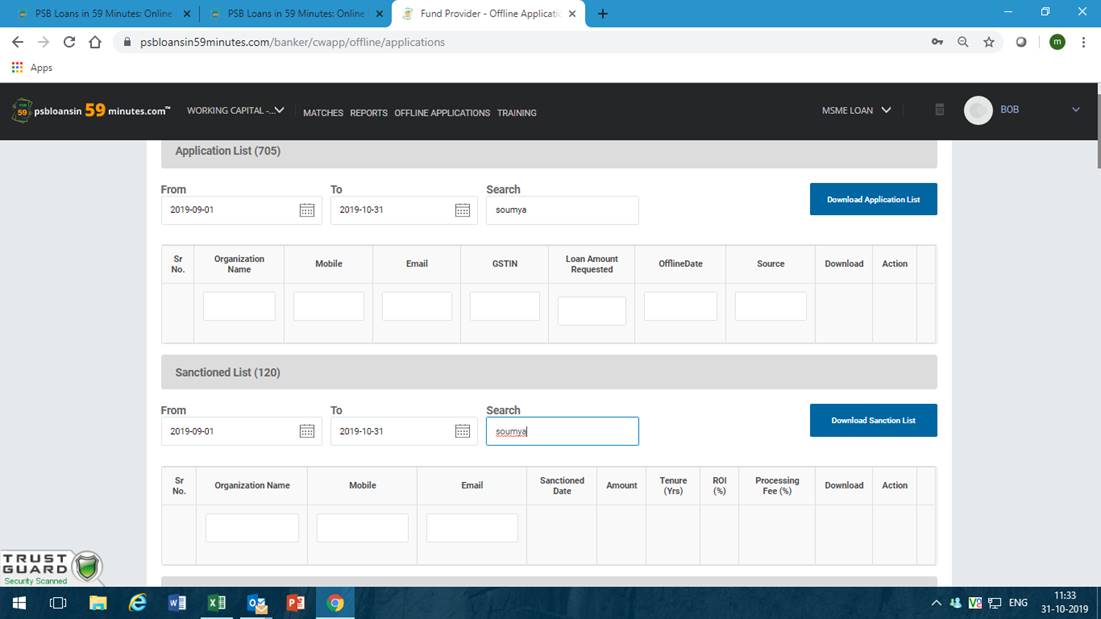 PSB Loans in 59 Minutes: Online
PSB Loans in 59 Minutes: Online
Fund Provider - Offline Applicatio
psbloansin59minutes.com/banker/cwapp/offline/applications
m
Apps
psbloansin 59 minutes.com™
WORKING CAPITAL -...
MATCHES
REPORTS
OFFLINE APPLICATIONS
TRAINING
MSME LOAN
BOB
Application List (705)
From To Search
2019-09-01 2019-10-31 soumya
Download Application List
Sr No. Organization Name Mobile Email GSTIN Loan Amount Requested OfflineDate Source Download Action
Sanctioned List (120)
From To Search
2019-09-01 2019-10-31 soumya
Download Sanction List
Sr No. Organization Name Mobile Email Sanctioned Date Amount Tenure (Yrs) ROI (%) Processing Fee (%) Download Action
TRUST
GUARD
Security Scanned
ENG
11:33
31-10-2019